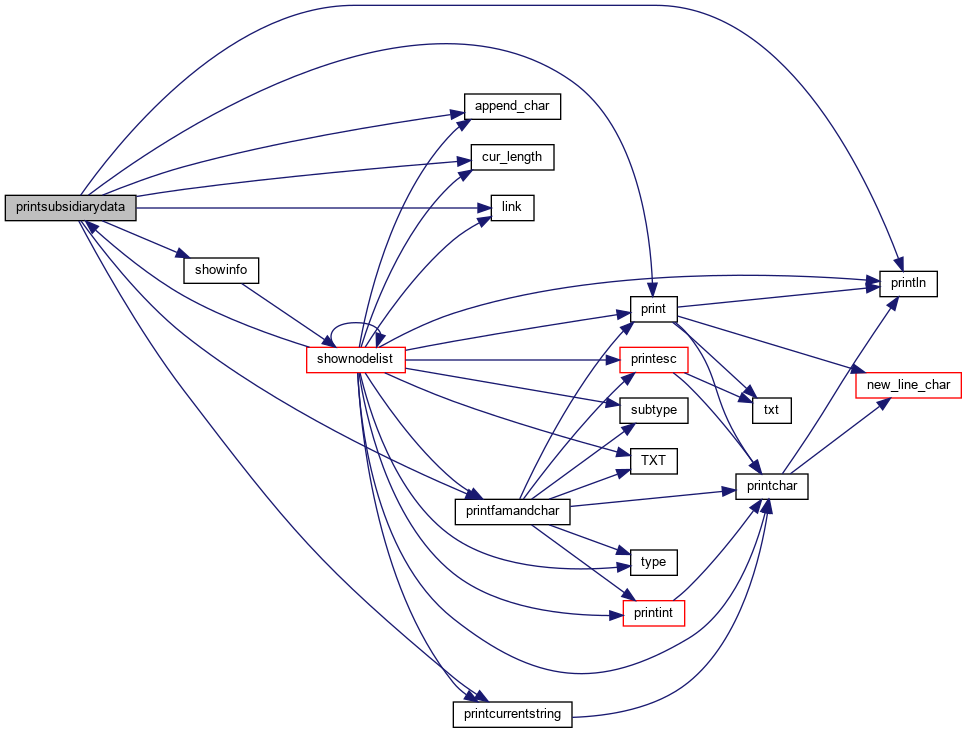 append_char
cur_length
printsubsidiarydata
link
showinfo
println
print
shownodelist
printesc
new_line_char
subtype
txt
TXT
printchar
printfamandchar
type
printint
printcurrentstring